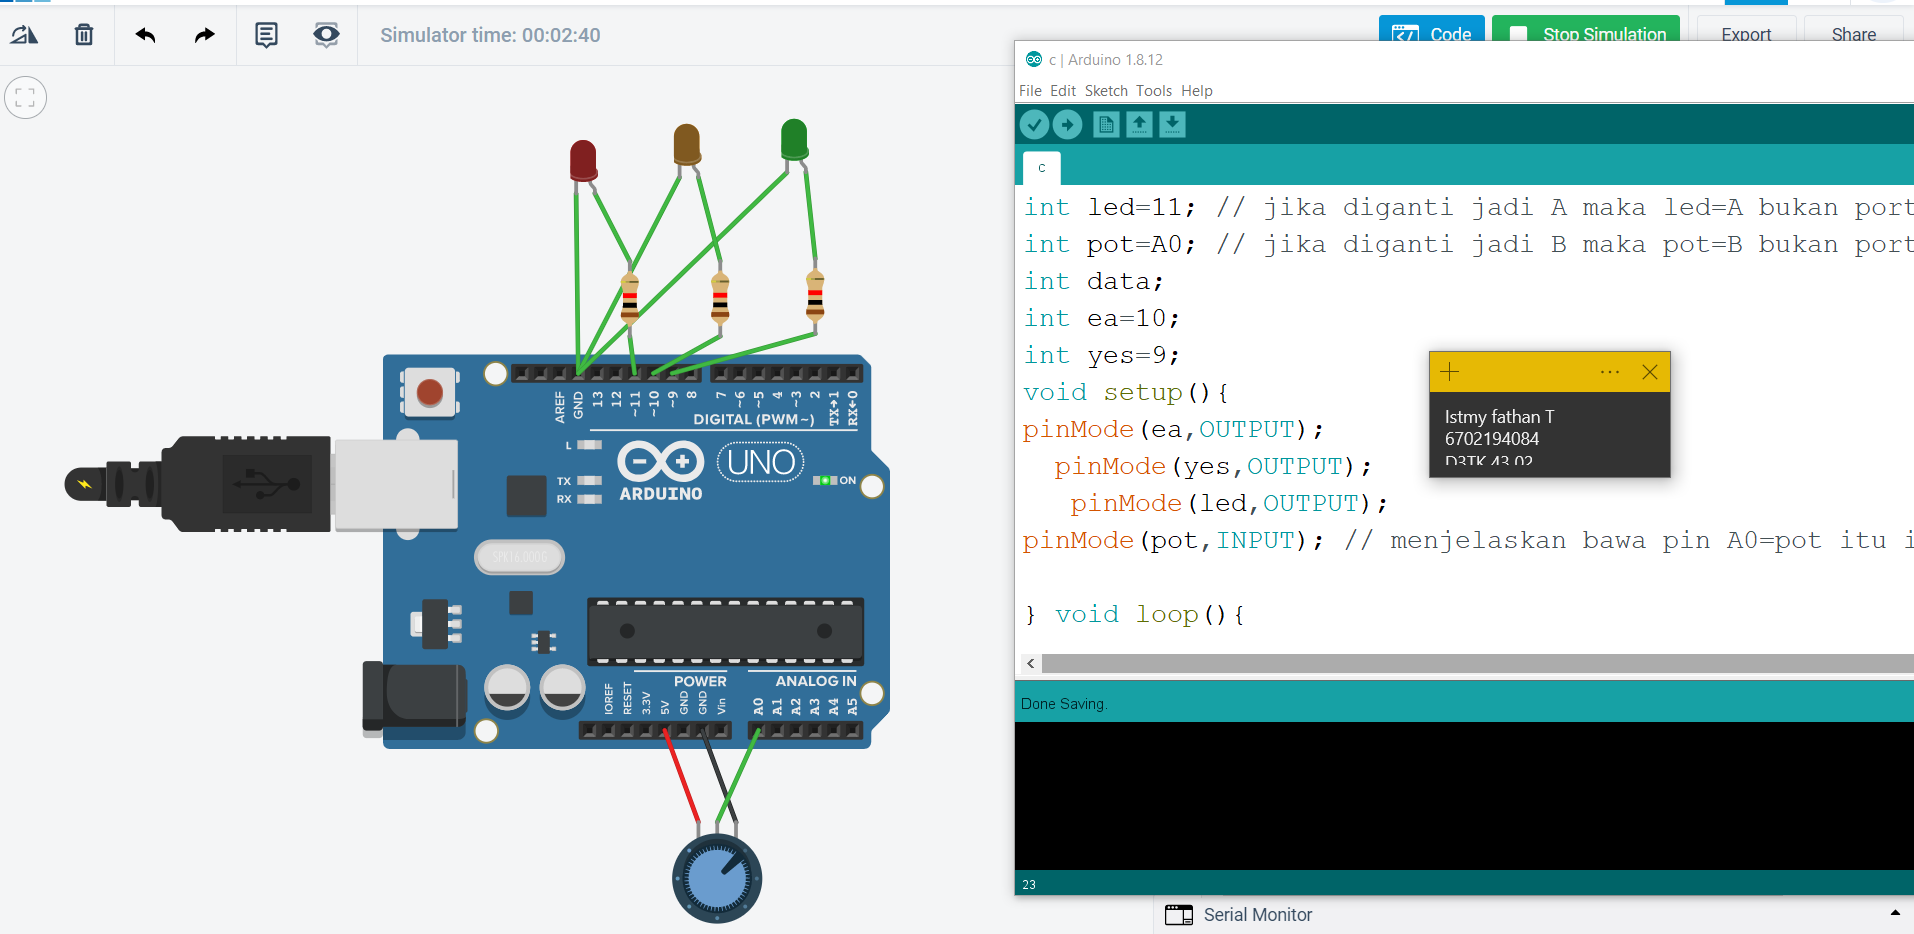 Simulator time: 00:02:40
Code
Stop Simulation
Export
Share
c | Arduino 1.8.12
File Edit Sketch Tools Help
c
int led=11; // jika diganti jadi A maka led=A bukan port
int pot=A0; // jika diganti jadi B maka pot=B bukan port
int data;
int ea=10;
int yes=9;
void setup(){
pinMode(ea,OUTPUT);
pinMode(yes,OUTPUT);
pinMode(led,OUTPUT);
pinMode(pot,INPUT); // menjelaskan bawa pin A0=pot itu i
} void loop(){
Istmy fathan T
6702194084
D3TK 43 02
Done Saving.
23
Serial Monitor
AREF GND 13 12 ~11 ~10 ~9 8 7 ~6 ~5 4 ~3 2 TX→1 RX←0
DIGITAL (PWM~)
L
TX
RX
ARDUINO
UNO
ON
SPK16.000G
POWER
ANALOG IN
IOREF RESET 3.3V 5V GND GND Vin A0 A1 A2 A3 A4 A5